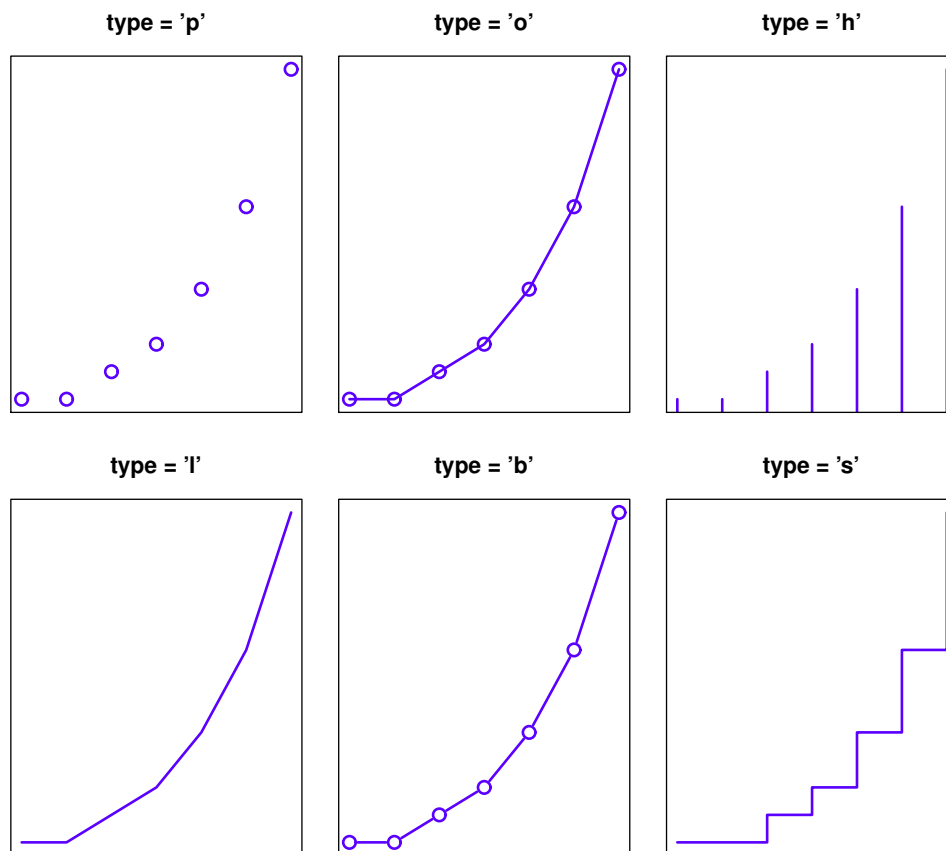 type = ’p’
type = ’o’
type = ’h’
type = ’l’
type = ’b’
type = ’s’